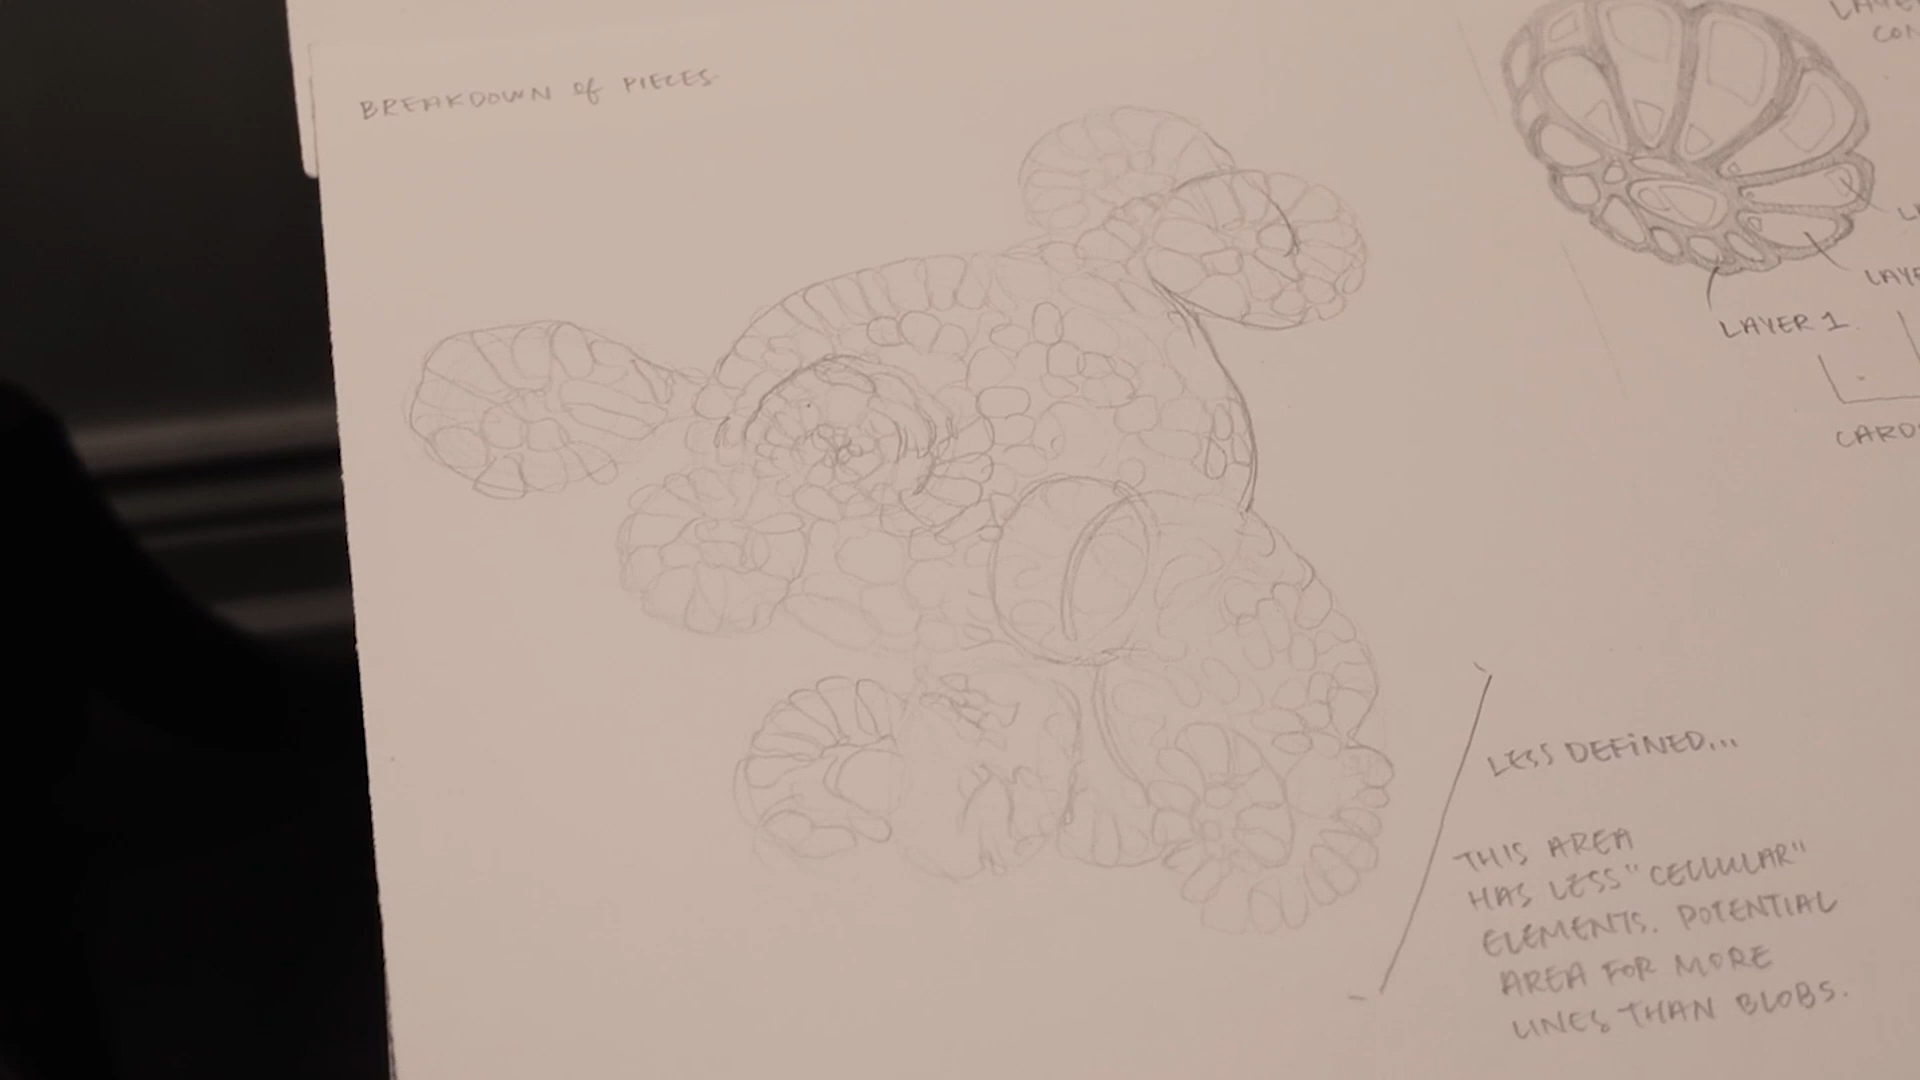 BREAKDOWN of PIECES
LAYER 1.
LESS DEFINED...
THIS AREA
HAS LESS "CELLULAR"
ELEMENTS. POTENTIAL
AREA FOR MORE
LINES THAN BLOBS.